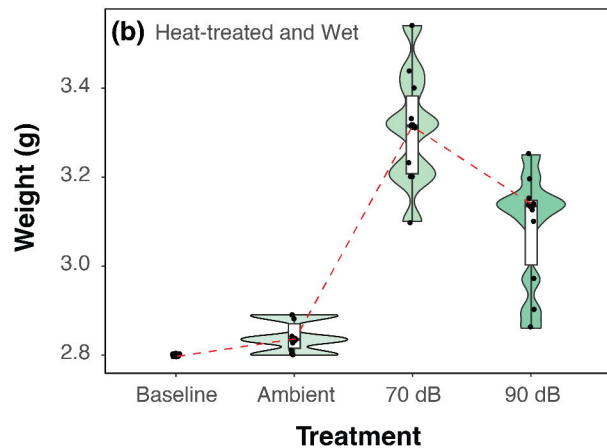 (b) Heat-treated and Wet
Weight (g)
3.4
3.2
3.0
2.8
Baseline Ambient 70 dB 90 dB
Treatment